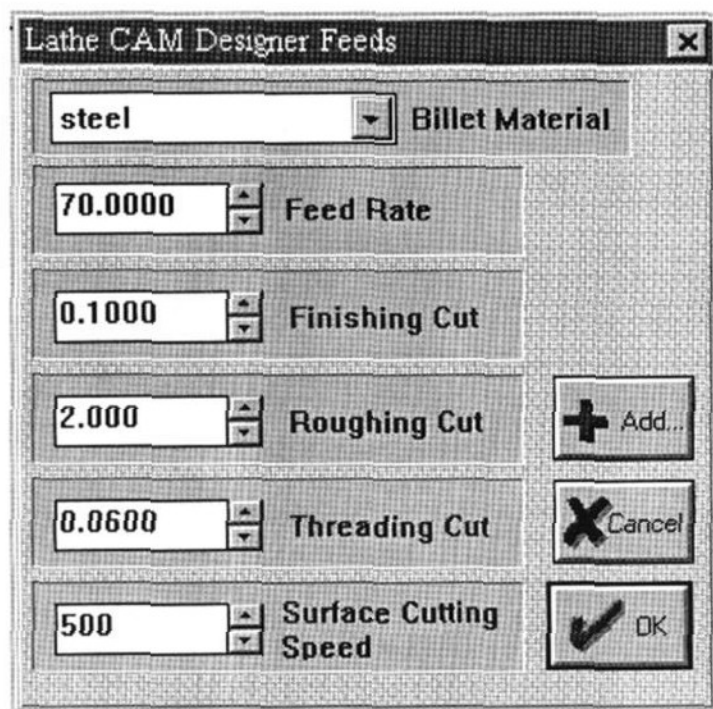 Lathe CAM Designer Feeds
steel Billet Material
70.0000 Feed Rate
0.1000 Finishing Cut
2.000 Roughing Cut
Add...
0.0600 Threading Cut
Cancel
500 Surface Cutting
Speed
OK